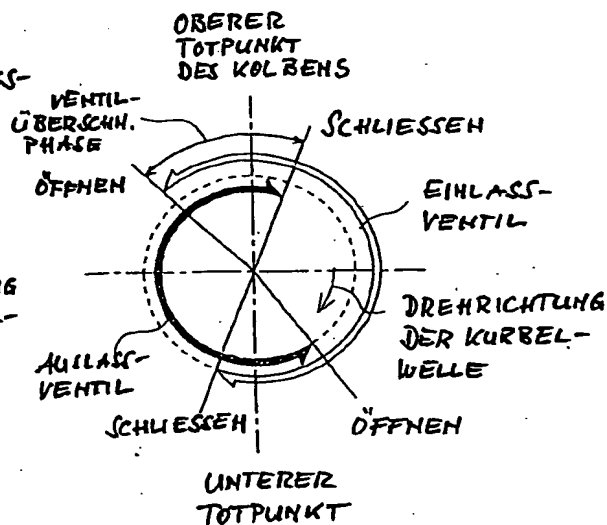 OBERER
TOTPUNKT
DES KOLBENS
VENTIL-
ÜBERSCHN.
PHASE
SCHLIESSEN
ÖFFNEN
EINLASS-
VENTIL
DREHRICHTUNG
DER KURBEL-
WELLE
AUSLASS-
VENTIL
SCHLIESSEN
ÖFFNEN
UNTERER
TOTPUNKT